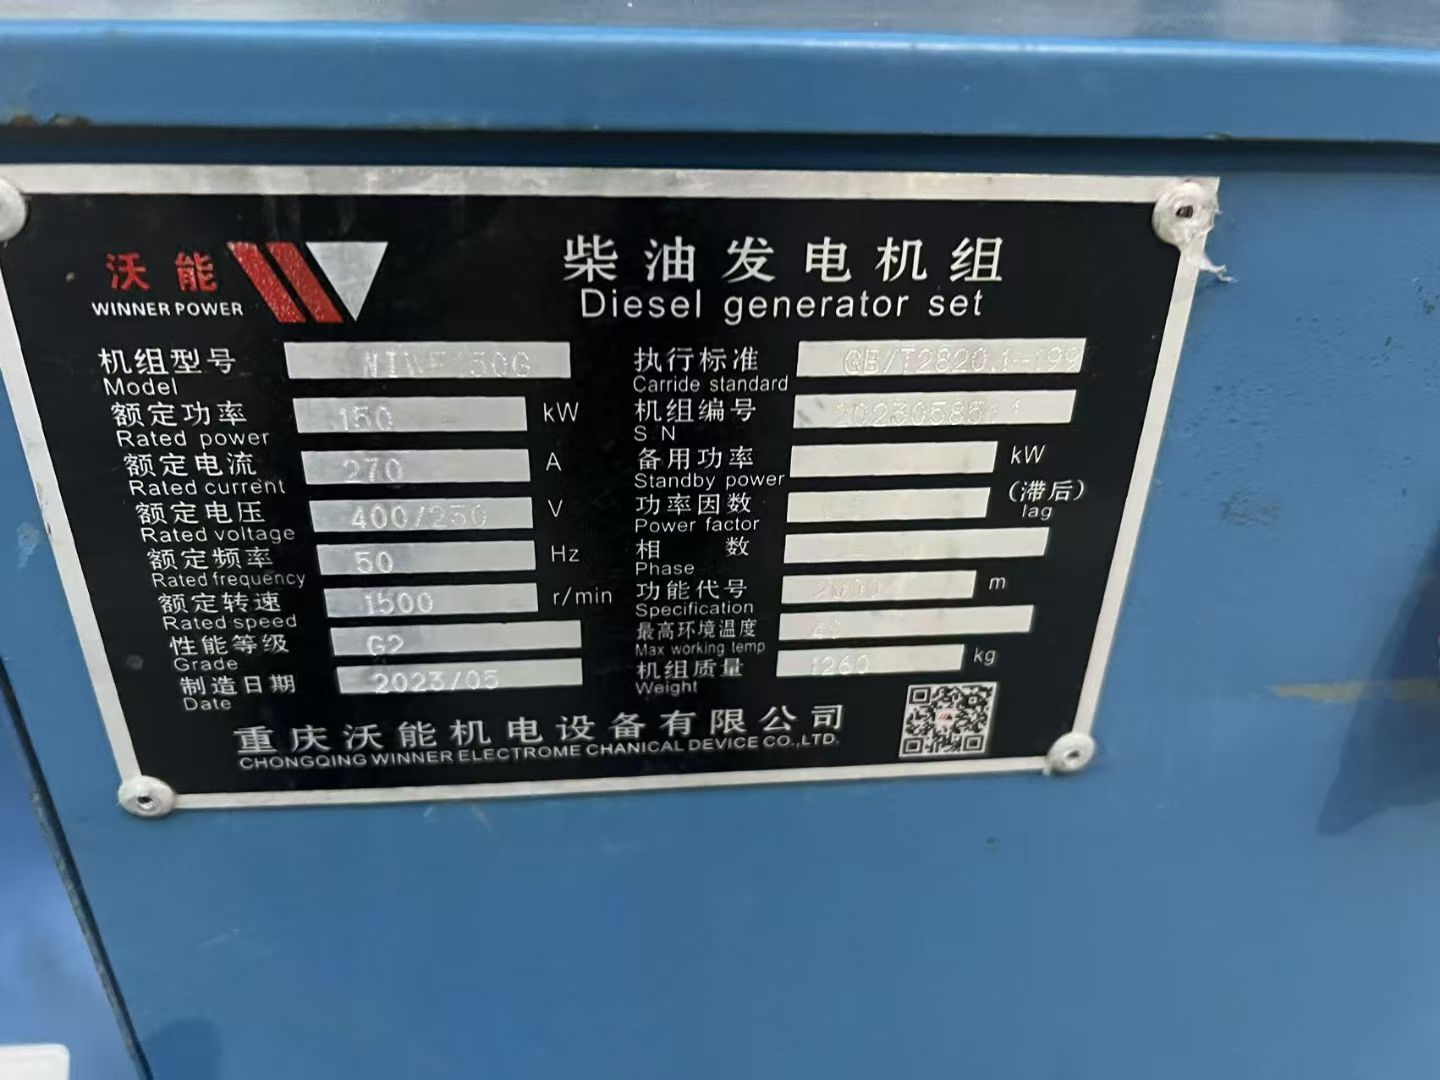 沃能
WINNER POWER
柴油发电机组
Diesel generator set
机组型号
Model
额定功率 150 kW
Rated power
额定电流 270 A
Rated current
额定电压 400/230 V
Rated voltage
额定频率 50 Hz
Rated frequency
额定转速 1500 r/min
Rated speed
性能等级 G2
Grade
制造日期 2023/05
Date
执行标准 GB/T2820.1-199
Carride standard
机组编号
S N
备用功率 kW
Standby power
功率因数 (滞后)
Power factor lag
相 数
Phase
功能代号 2000 m
Specification
最高环境温度 40
Max working temp
机组质量 1260 kg
Weight
重庆沃能机电设备有限公司
CHONGQING WINNER ELECTROME CHANICAL DEVICE CO.,LTD.